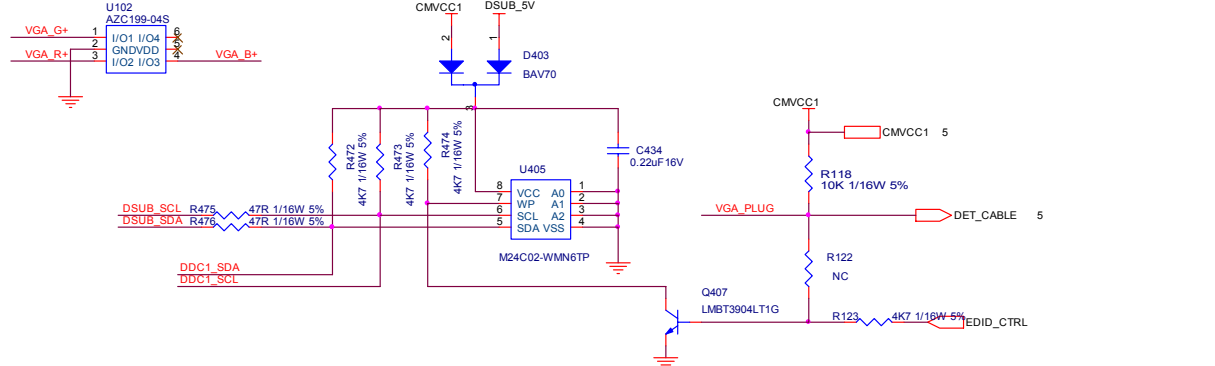 U102
AZC199-04S
VGA_G+ 1 I/O1 I/O4 6
2 GND VDD 5
VGA_R+ 3 I/O2 I/O3 4 VGA_B+
CMVCC1 DSUB_5V
2 1
D403
BAV70
3
R472
4K7 1/16W 5%
R473
4K7 1/16W 5%
R474
4K7 1/16W 5%
C434
0.22uF16V
U405
8 VCC A0 1
7 WP A1 2
6 SCL A2 3
5 SDA VSS 4
M24C02-WMN6TP
DSUB_SCL R475 47R 1/16W 5%
DSUB_SDA R476 47R 1/16W 5%
DDC1_SDA
DDC1_SCL
CMVCC1
CMVCC1 5
R118
10K 1/16W 5%
VGA_PLUG
DET_CABLE 5
R122
NC
Q407
LMBT3904LT1G
R123 4K7 1/16W 5%
EDID_CTRL